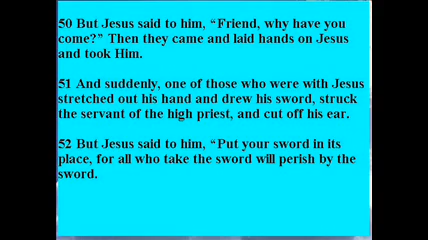 50 But Jesus said to him, “Friend, why have you
come?” Then they came and laid hands on Jesus
and took Him.
51 And suddenly, one of those who were with Jesus
stretched out his hand and drew his sword, struck
the servant of the high priest, and cut off his ear.
52 But Jesus said to him, “Put your sword in its
place, for all who take the sword will perish by the
sword.